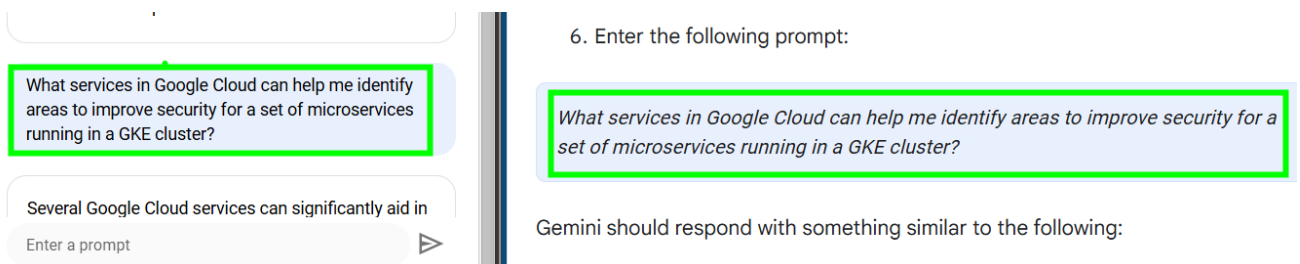 What services in Google Cloud can help me identify
areas to improve security for a set of microservices
running in a GKE cluster?
Several Google Cloud services can significantly aid in
Enter a prompt
6. Enter the following prompt:
What services in Google Cloud can help me identify areas to improve security for a
set of microservices running in a GKE cluster?
Gemini should respond with something similar to the following: